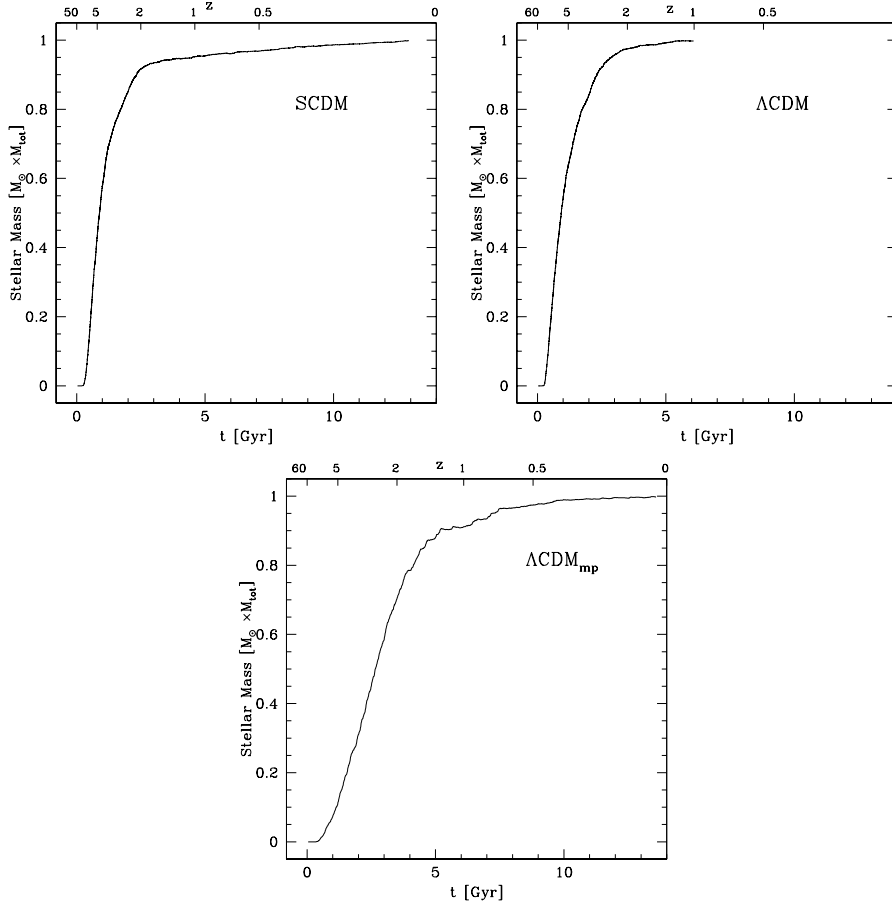 50 5 2 1 z 0.5 0
1
0.8
0.6
0.4
0.2
0
Stellar Mass [M⊙ ×Mtot]
SCDM
0 5 10
t [Gyr]
60 5 2 z 1 0.5
1
0.8
0.6
0.4
0.2
0
Stellar Mass [M⊙ ×Mtot]
ΛCDM
0 5 10
t [Gyr]
60 5 2 z 1 0.5 0
1
0.8
0.6
0.4
0.2
0
Stellar Mass [M⊙ ×Mtot]
ΛCDMmp
0 5 10
t [Gyr]